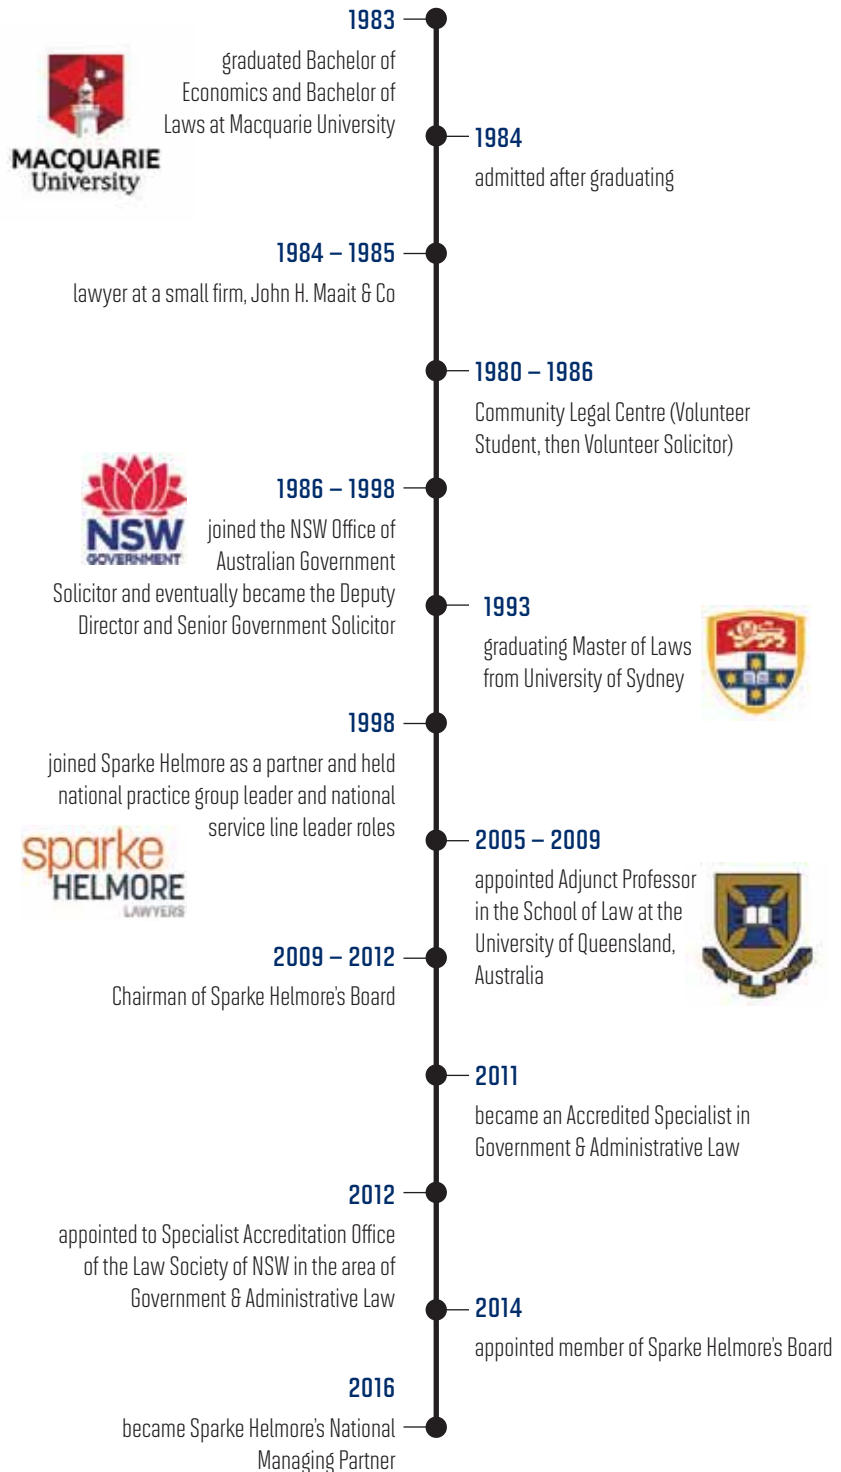 1983
graduated Bachelor of
Economics and Bachelor of
Laws at Macquarie University
MACQUARIE
University
1984
admitted after graduating
1984 – 1985
lawyer at a small firm, John H. Maait & Co
1980 – 1986
Community Legal Centre (Volunteer
Student, then Volunteer Solicitor)
NSW
GOVERNMENT
1986 – 1998
joined the NSW Office of
Australian Government
Solicitor and eventually became the Deputy
Director and Senior Government Solicitor
1993
graduating Master of Laws
from University of Sydney
1998
joined Sparke Helmore as a partner and held
national practice group leader and national
service line leader roles
sparke
HELMORE
LAWYERS
2005 – 2009
appointed Adjunct Professor
in the School of Law at the
University of Queensland,
Australia
2009 – 2012
Chairman of Sparke Helmore's Board
2011
became an Accredited Specialist in
Government & Administrative Law
2012
appointed to Specialist Accreditation Office
of the Law Society of NSW in the area of
Government & Administrative Law
2014
appointed member of Sparke Helmore's Board
2016
became Sparke Helmore's National
Managing Partner